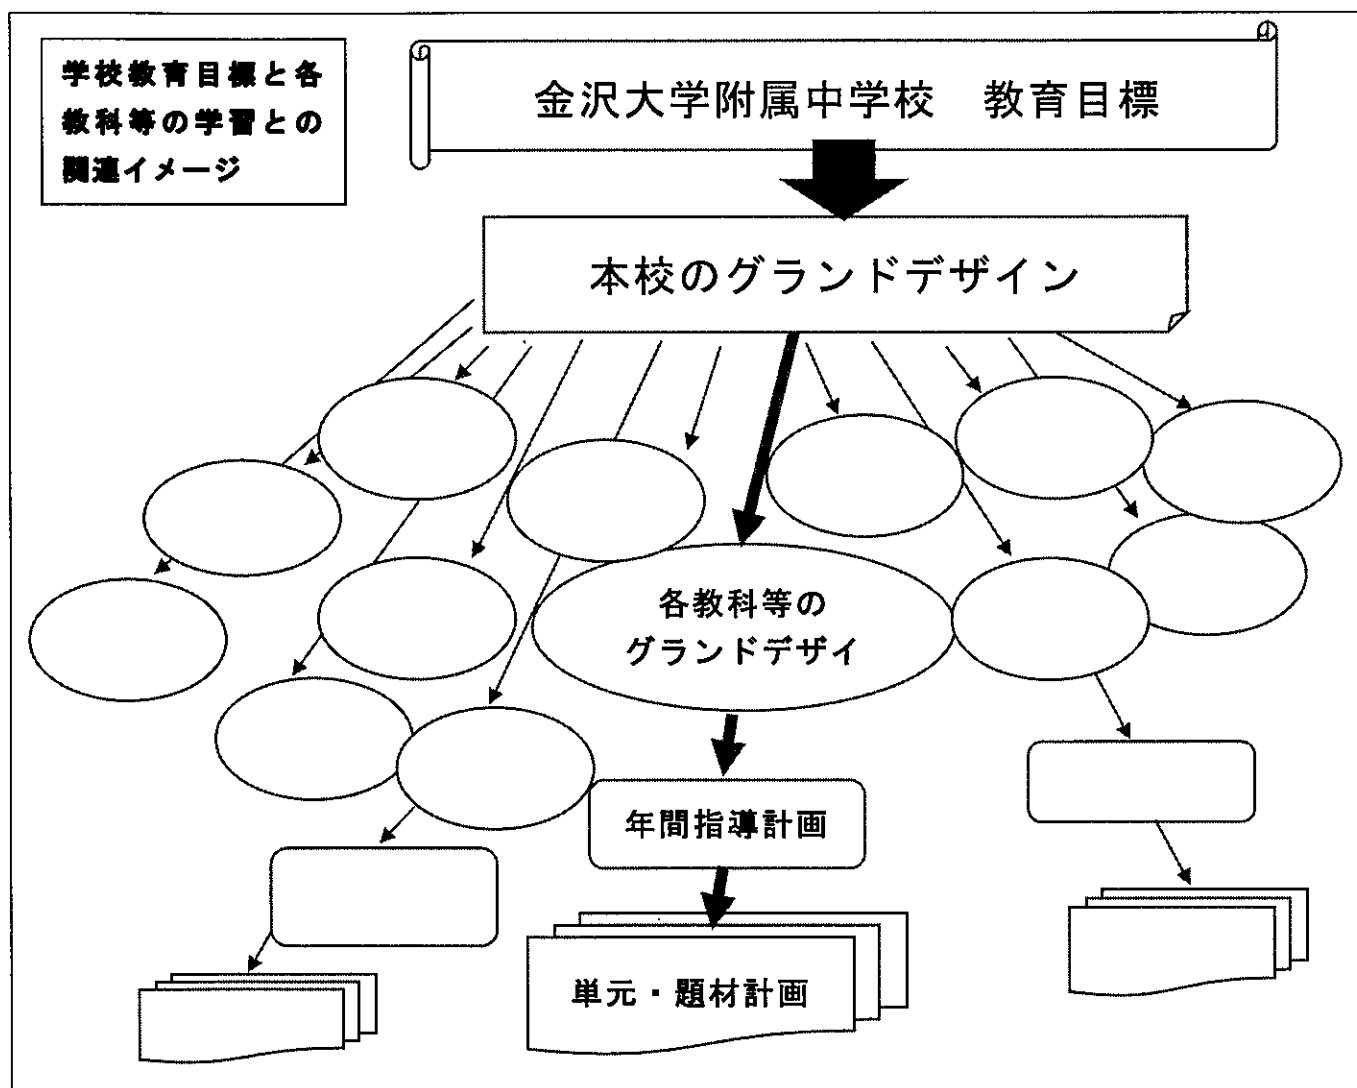 学校教育目標と各
教科等の学習との
関連イメージ
金沢大学附属中学校　教育目標
本校のグランドデザイン
各教科等の
グランドデザイ
年間指導計画
単元・題材計画